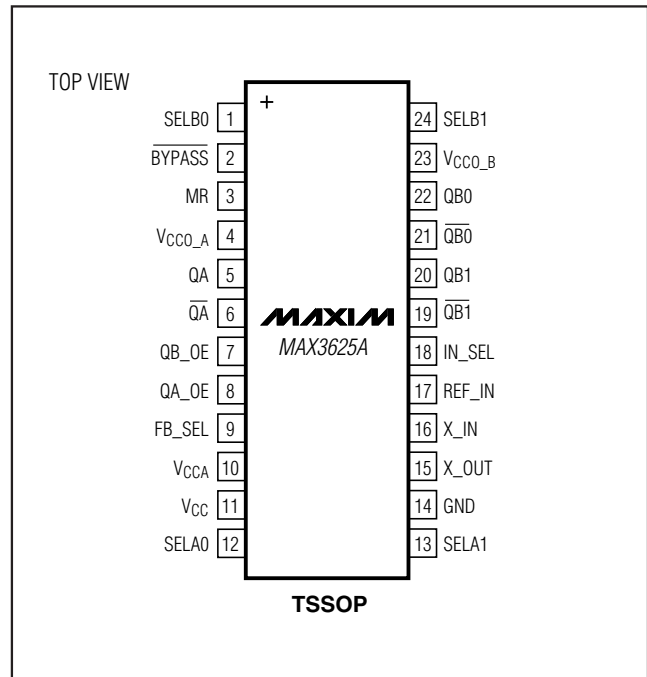 TOP VIEW
+
SELB0 1
BYPASS 2
MR 3
VCCO_A 4
QA 5
QA 6
QB_OE 7
QA_OE 8
FB_SEL 9
VCCA 10
VCC 11
SELA0 12
MAXIM
MAX3625A
24 SELB1
23 VCCO_B
22 QB0
21 QB0
20 QB1
19 QB1
18 IN_SEL
17 REF_IN
16 X_IN
15 X_OUT
14 GND
13 SELA1
TSSOP